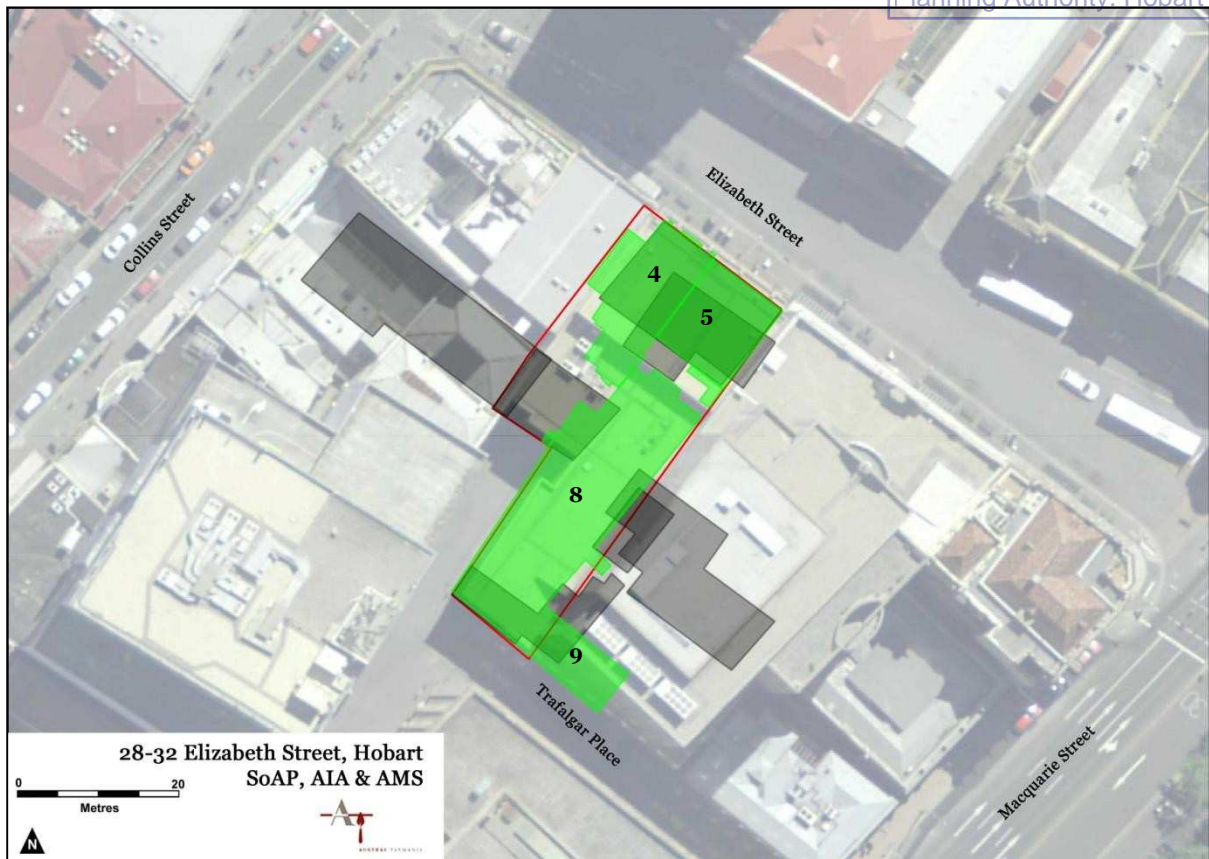 Planning Authority: Hobart
Elizabeth Street
Collins Street
4
5
8
9
Trafalgar Place
Macquarie Street
28-32 Elizabeth Street, Hobart
SoAP, AIA & AMS
0 20
Metres
N